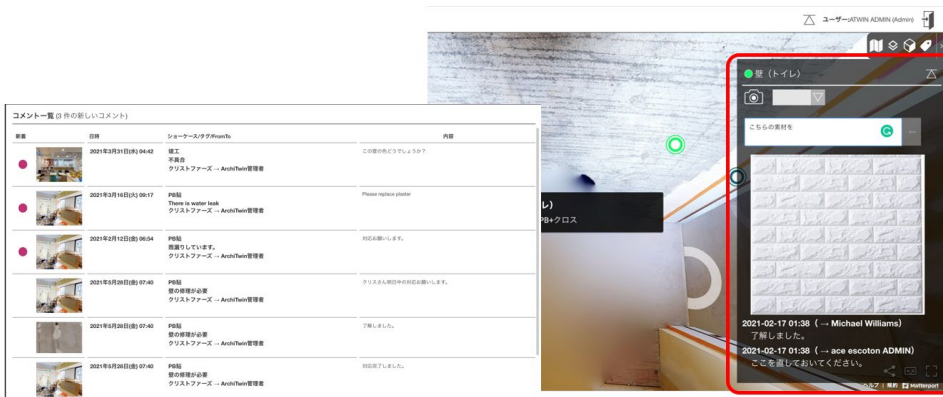 ユーザー:ATWIN ADMIN (Admin)
コメント一覧 (3 件の新しいコメント)
新着 日時 ショーケース/タグ/FromTo 内容
2021年3月31日(水) 04:42 竣工 この壁の色どうでしょうか？
不具合
クリストファーズ → ArchiTwin管理者
2021年3月16日(火) 09:17 PB貼 Please replace plaster
There is water leak
クリストファーズ → ArchiTwin管理者
2021年2月12日(金) 06:54 PB貼 対応お願いします。
雨漏りしています。
クリストファーズ → ArchiTwin管理者
2021年5月28日(金) 07:40 PB貼 クリスさん明日中の対応お願いします。
壁の修理が必要
クリストファーズ → ArchiTwin管理者
2021年5月28日(金) 07:40 PB貼 了解しました。
壁の修理が必要
クリストファーズ → ArchiTwin管理者
2021年5月28日(金) 07:40 PB貼 対応完了しました。
壁の修理が必要
クリストファーズ → ArchiTwin管理者
レ）
PB+クロス
壁（トイレ）
こちらの素材を
2021-02-17 01:38（ → Michael Williams）
了解しました。
2021-02-17 01:38（ → ace escoton ADMIN）
ここを直しておいてください。
ヘルプ | 規約 Matterport